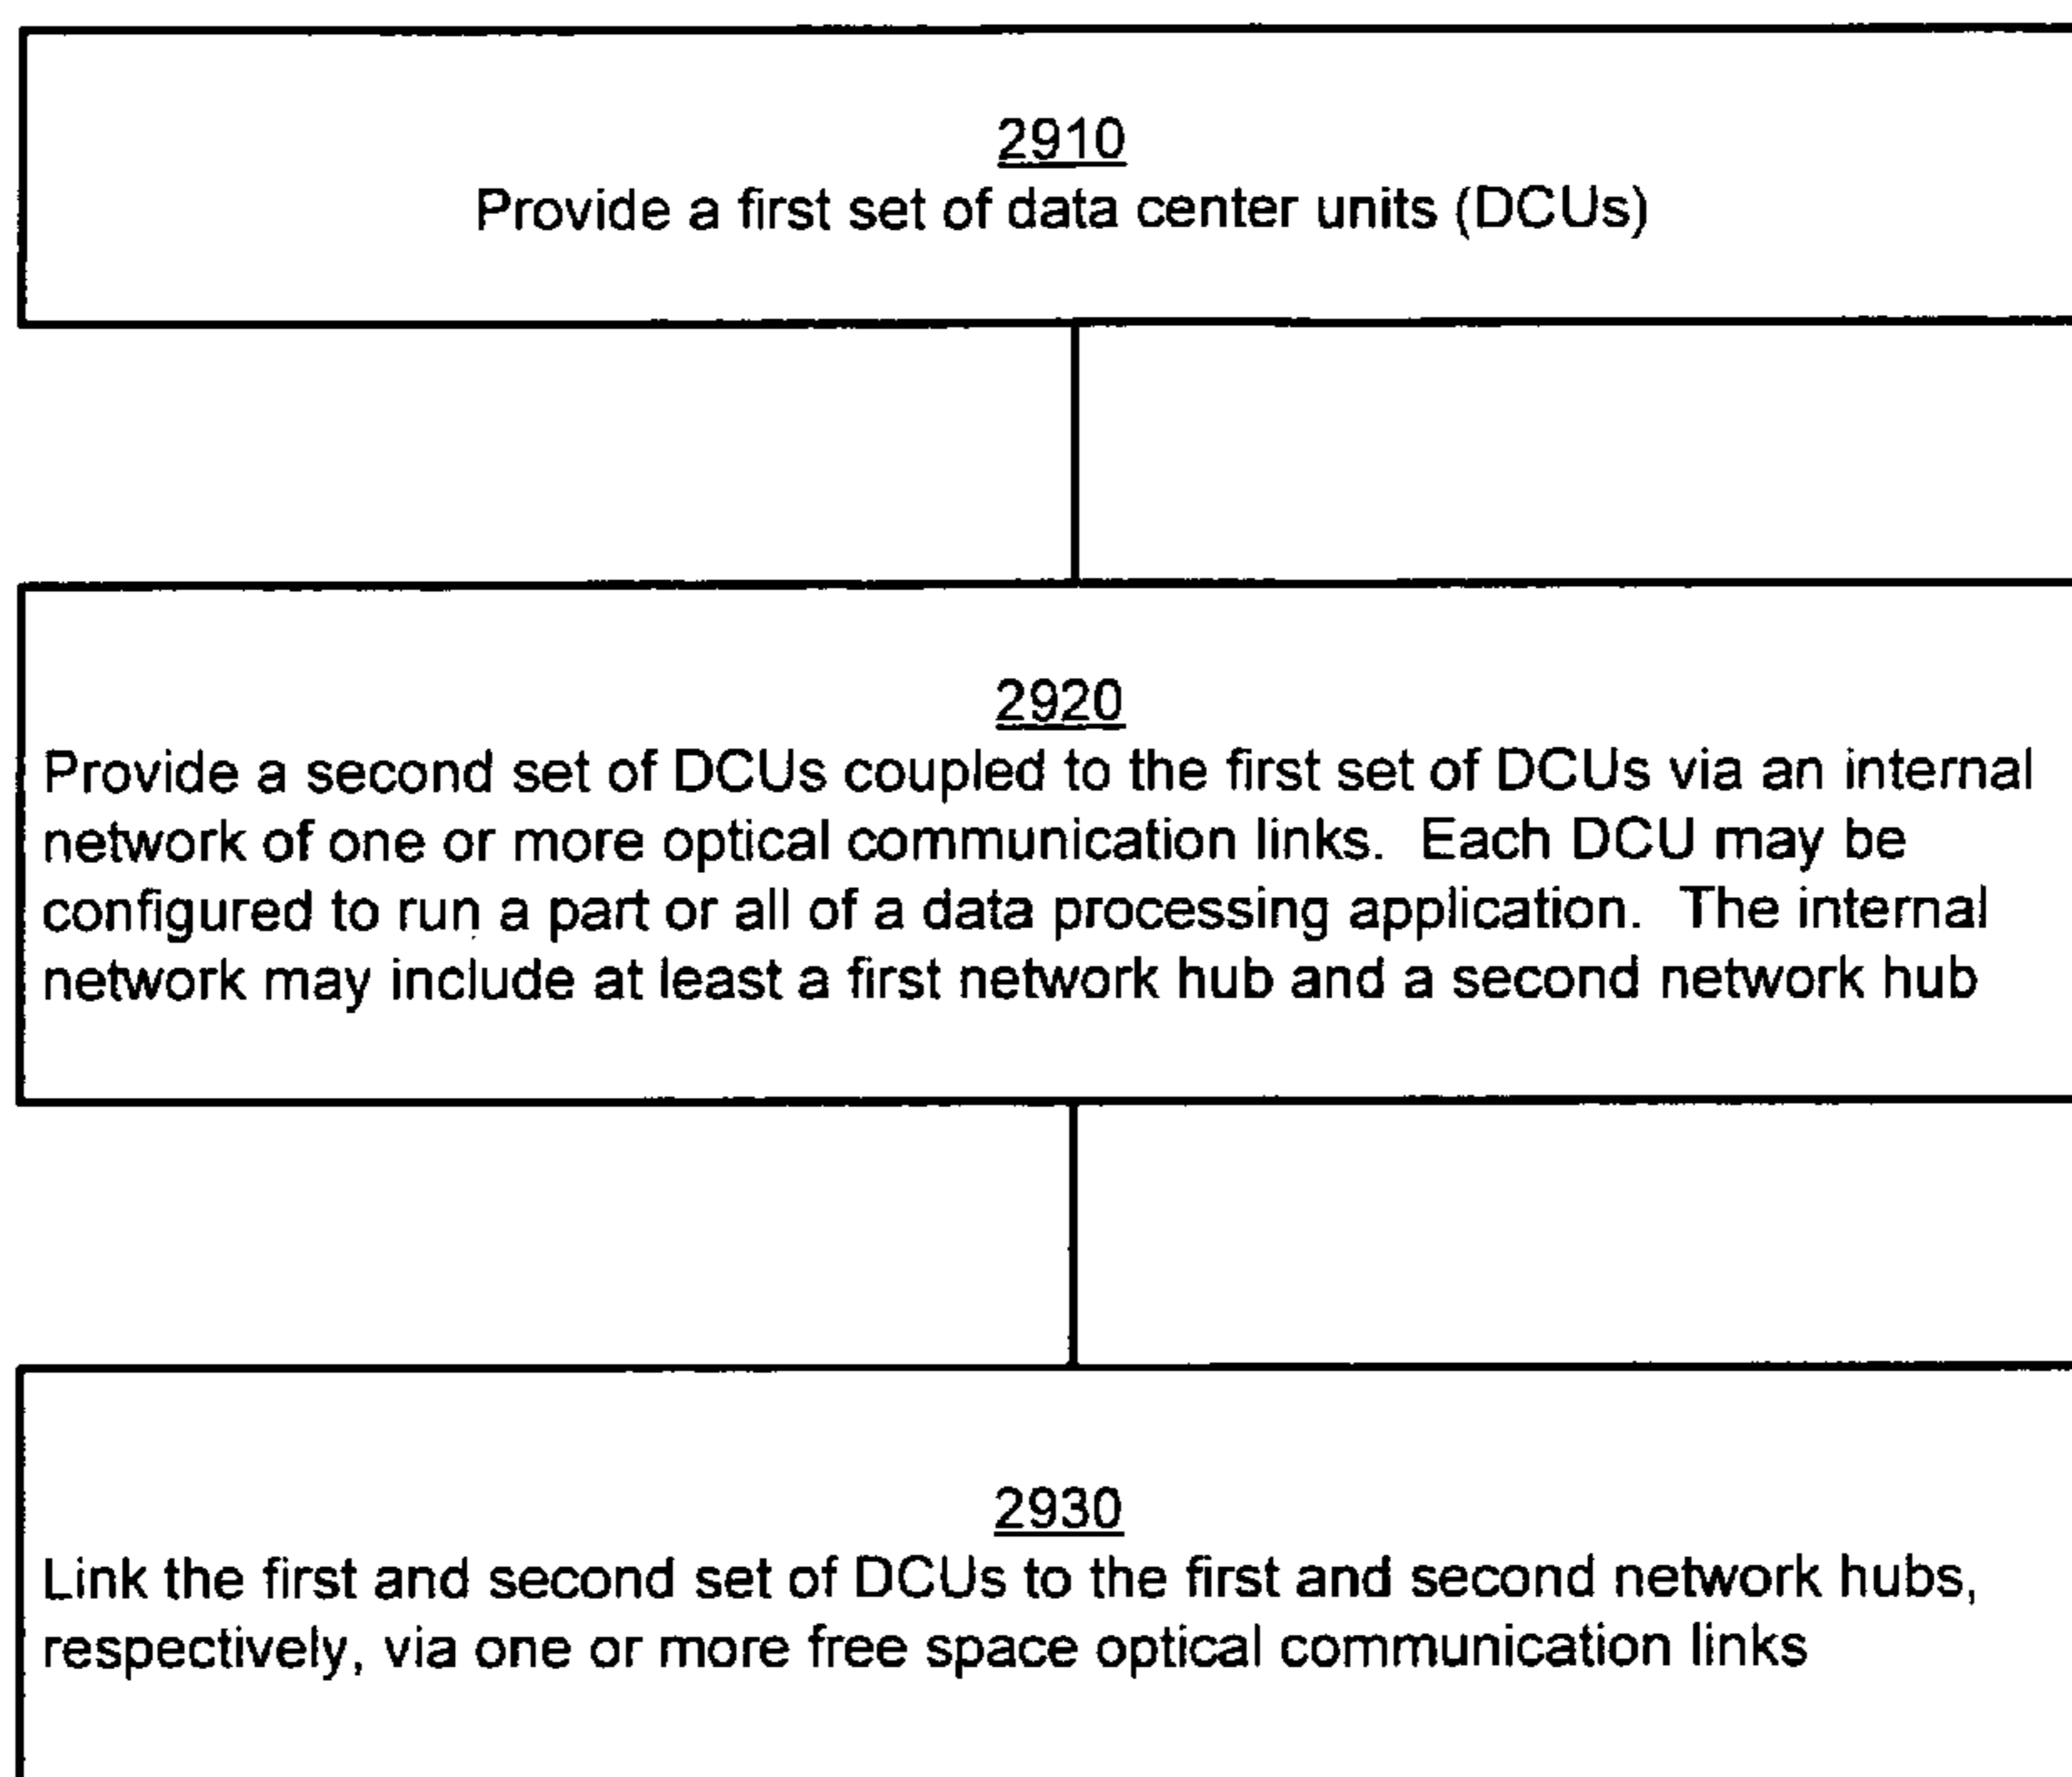 2910
Provide a first set of data center units (DCUs)
2920
Provide a second set of DCUs coupled to the first set of DCUs via an internal
network of one or more optical communication links. Each DCU may be
configured to run a part or all of a data processing application. The internal
network may include at least a first network hub and a second network hub
2930
Link the first and second set of DCUs to the first and second network hubs,
respectively, via one or more free space optical communication links